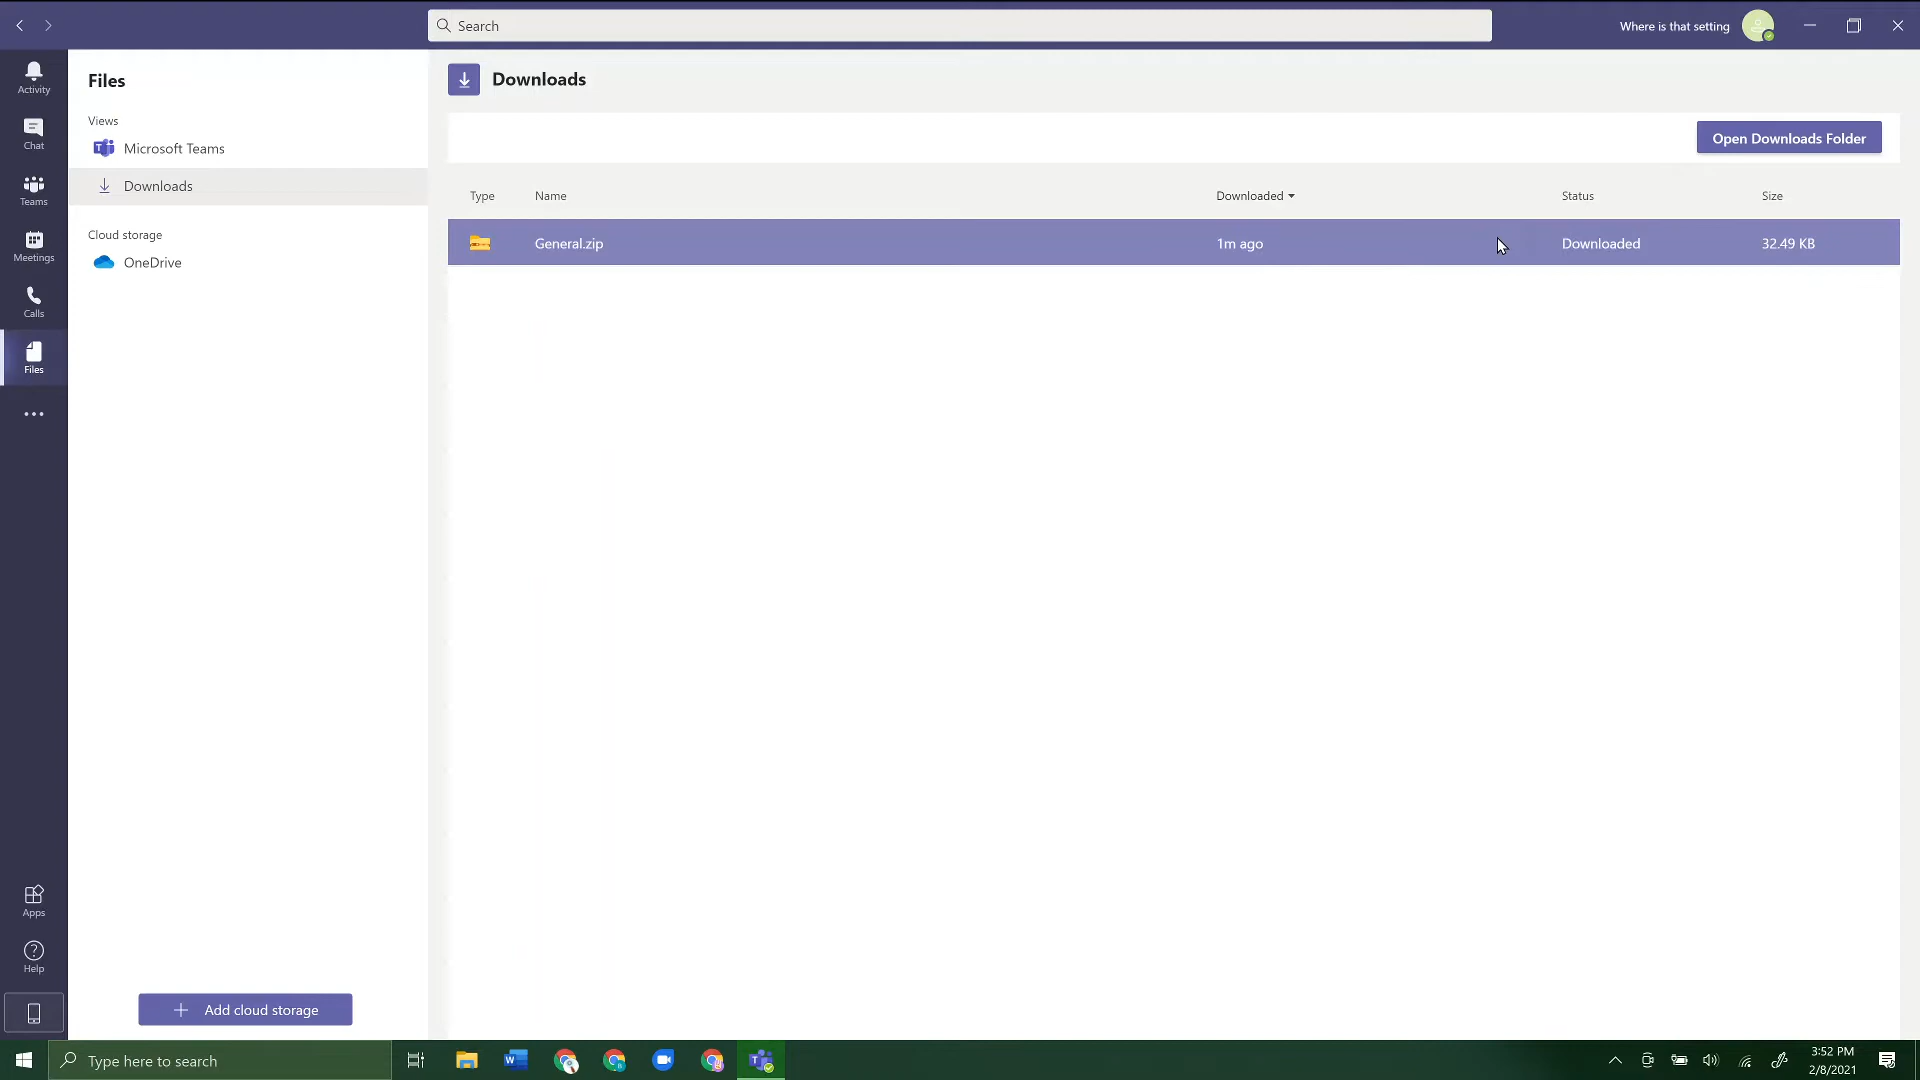 Search
Where is that setting
Activity
Chat
Teams
Meetings
Calls
Files
Apps
Help
Files
Views
Microsoft Teams
Downloads
Cloud storage
OneDrive
Add cloud storage
Downloads
Open Downloads Folder
Type Name Downloaded Status Size
General.zip 1m ago Downloaded 32.49 KB
Type here to search
3:52 PM
2/8/2021